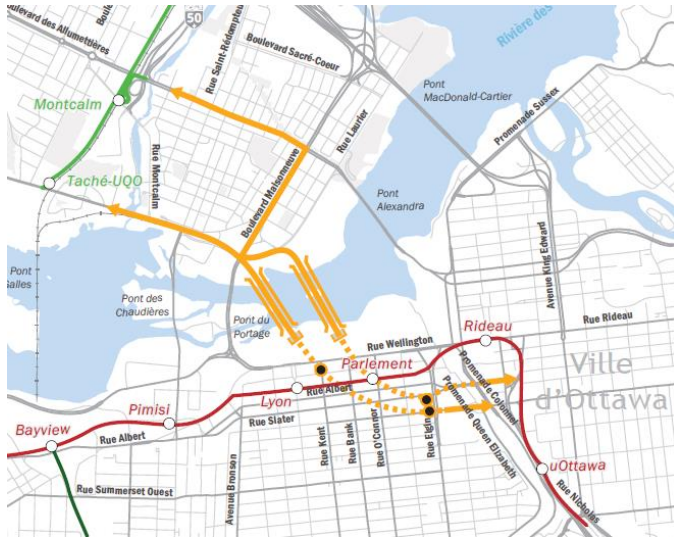 Boulevard des Allumettières
50
Rue Saint-Rédempteur
Boulevard Sacré-Coeur
Rivière des
Pont
MacDonald-Cartier
Montcalm
Rue Laurier
Promenade Sussex
Taché-UQO
Rue Montcalm
Boulevard Maisonneuve
Pont
Alexandra
Pont
Pont des
Chaudières
Pont du
Portage
Avenue King Edward
Rue Wellington
Rideau
Rue Rideau
Parlement
Promenade Colonel
Ville
d'Ottawa
Lyon
Rue Albert
Promenade Queen Elizabeth
Pimisi
Rue Slater
Bayview
Rue Albert
Rue Kent
Rue Bank
Rue O'Connor
Rue Elgin
Avenue Bronson
uOttawa
Rue Summerset Ouest
Rue Nicholas